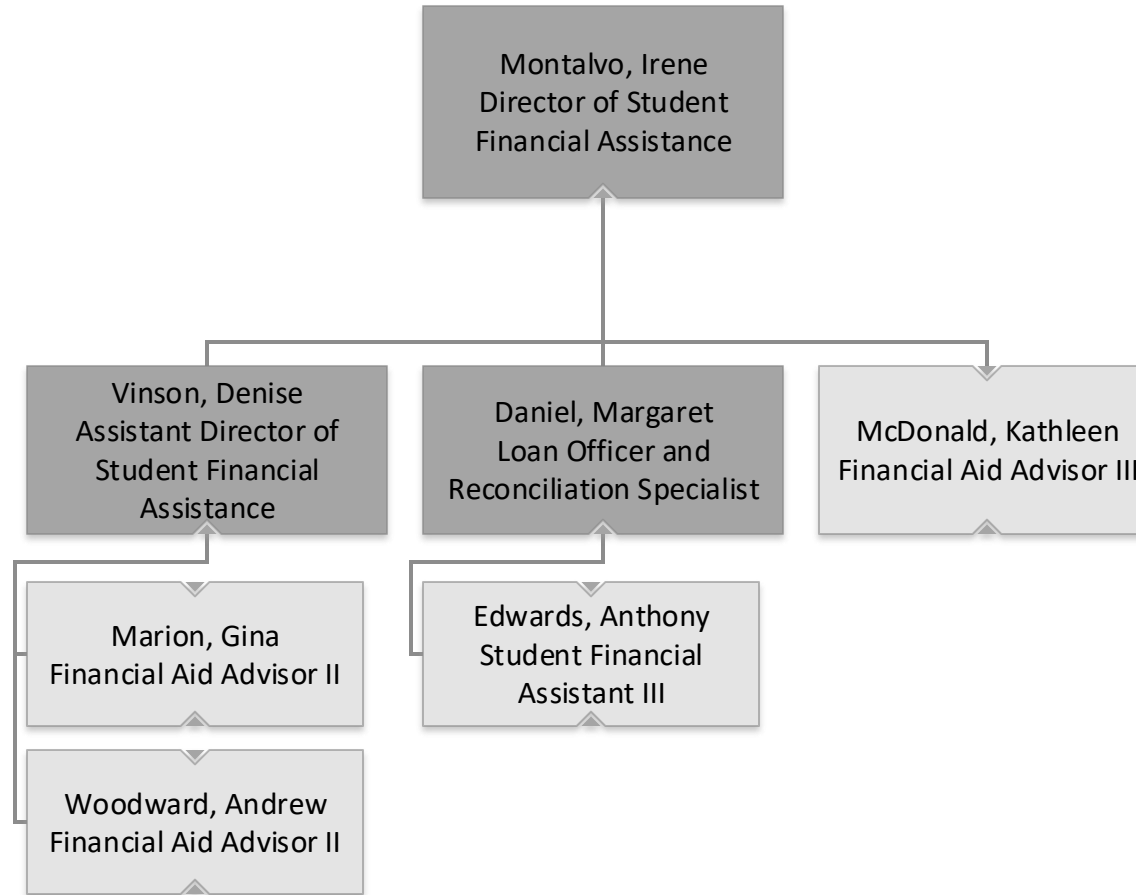 Montalvo, Irene
Director of Student
Financial Assistance
Vinson, Denise
Assistant Director of
Student Financial
Assistance
Daniel, Margaret
Loan Officer and
Reconciliation Specialist
McDonald, Kathleen
Financial Aid Advisor III
Marion, Gina
Financial Aid Advisor II
Edwards, Anthony
Student Financial
Assistant III
Woodward, Andrew
Financial Aid Advisor II